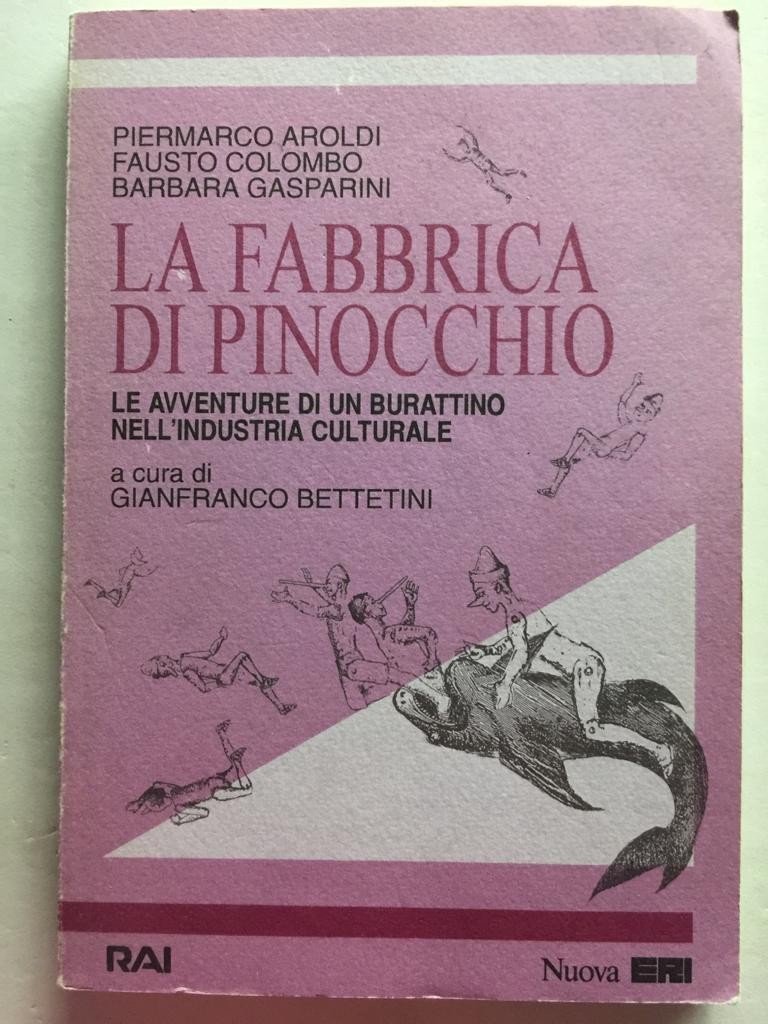 PIERMARCO AROLDI
FAUSTO COLOMBO
BARBARA GASPARINI
LA FABBRICA
DI PINOCCHIO
LE AVVENTURE DI UN BURATTINO
NELL'INDUSTRIA CULTURALE
a cura di
GIANFRANCO BETTETINI
RAI
Nuova ERI